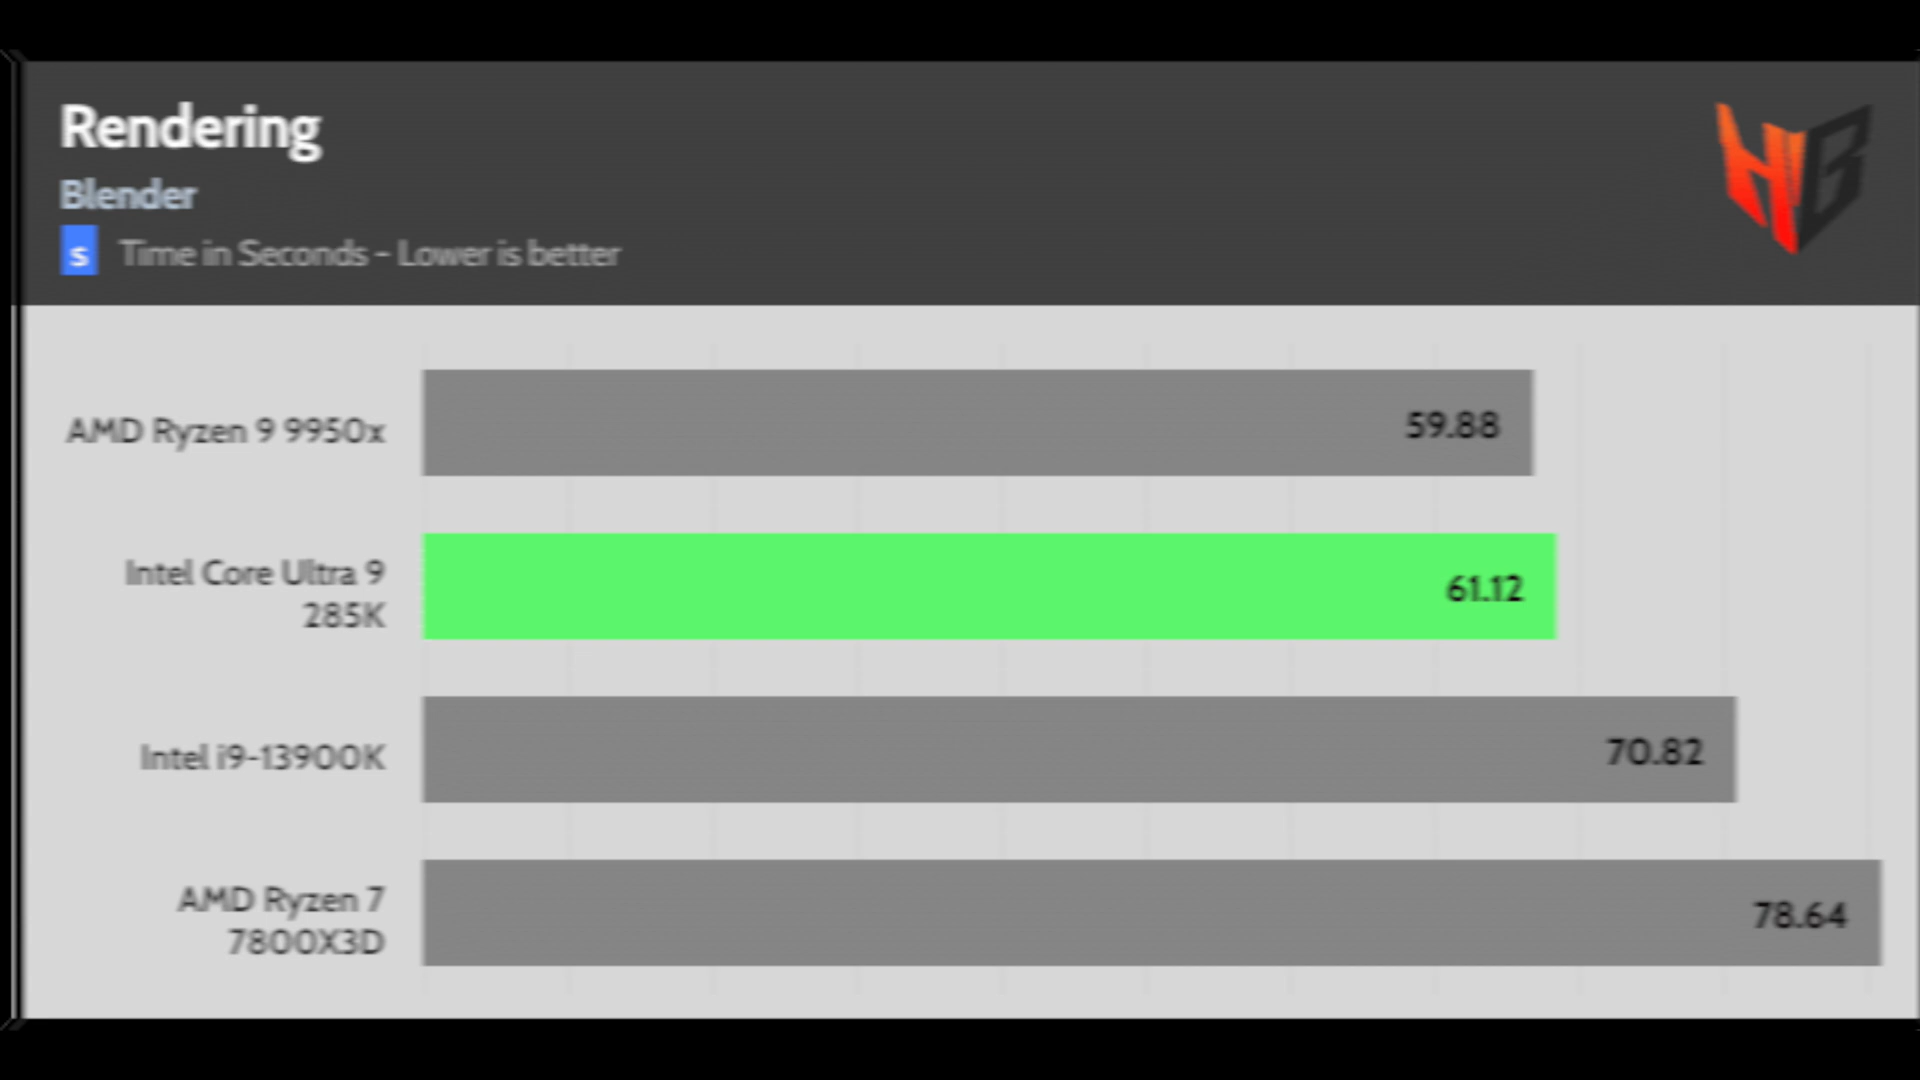 Rendering
HB
Blender
s Time in Seconds - Lower is better
AMD Ryzen 9 9950x
59.88
Intel Core Ultra 9
285K
61.12
Intel i9-13900K
70.82
AMD Ryzen 7
7800X3D
78.64